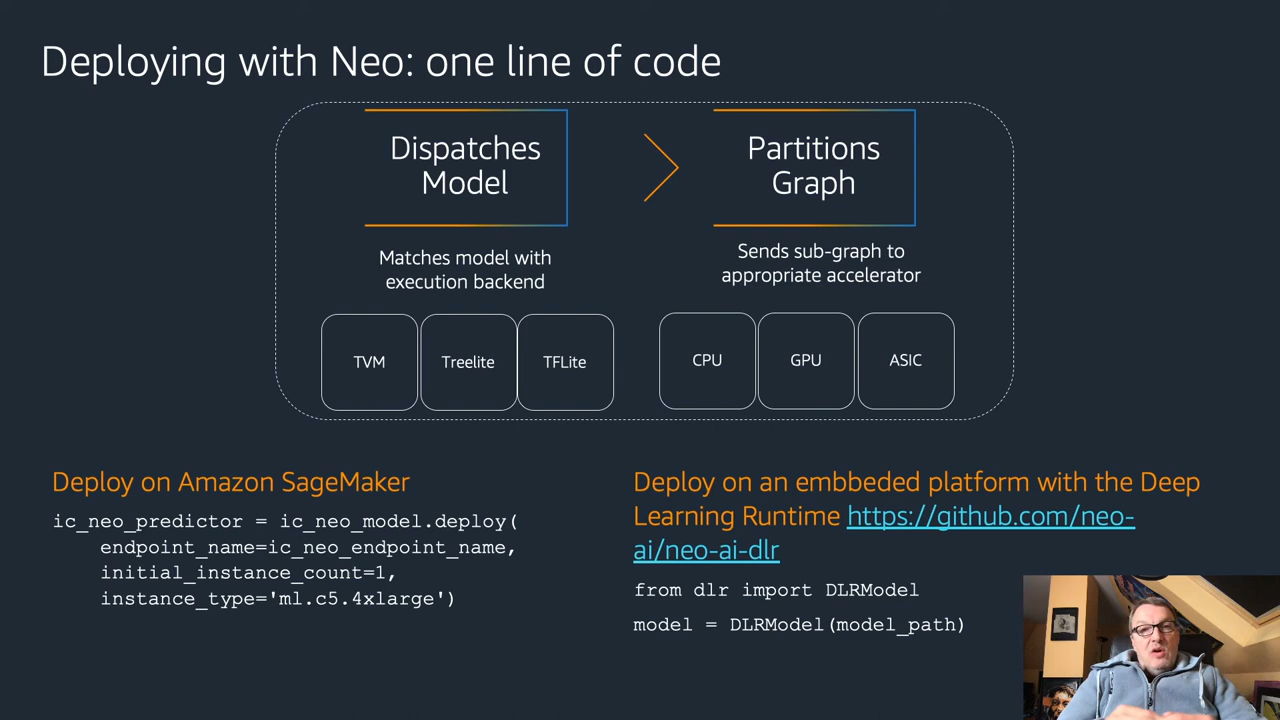 Deploying with Neo: one line of code
Dispatches
Model
Partitions
Graph
Matches model with
execution backend
Sends sub-graph to
appropriate accelerator
TVM
Treelite
TFLite
CPU
GPU
ASIC
Deploy on Amazon SageMaker
ic_neo_predictor = ic_neo_model.deploy(
endpoint_name=ic_neo_endpoint_name,
initial_instance_count=1,
instance_type='ml.c5.4xlarge')
Deploy on an embbeded platform with the Deep
Learning Runtime https://github.com/neo-
ai/neo-ai-dlr
from dlr import DLRModel
model = DLRModel(model_path)